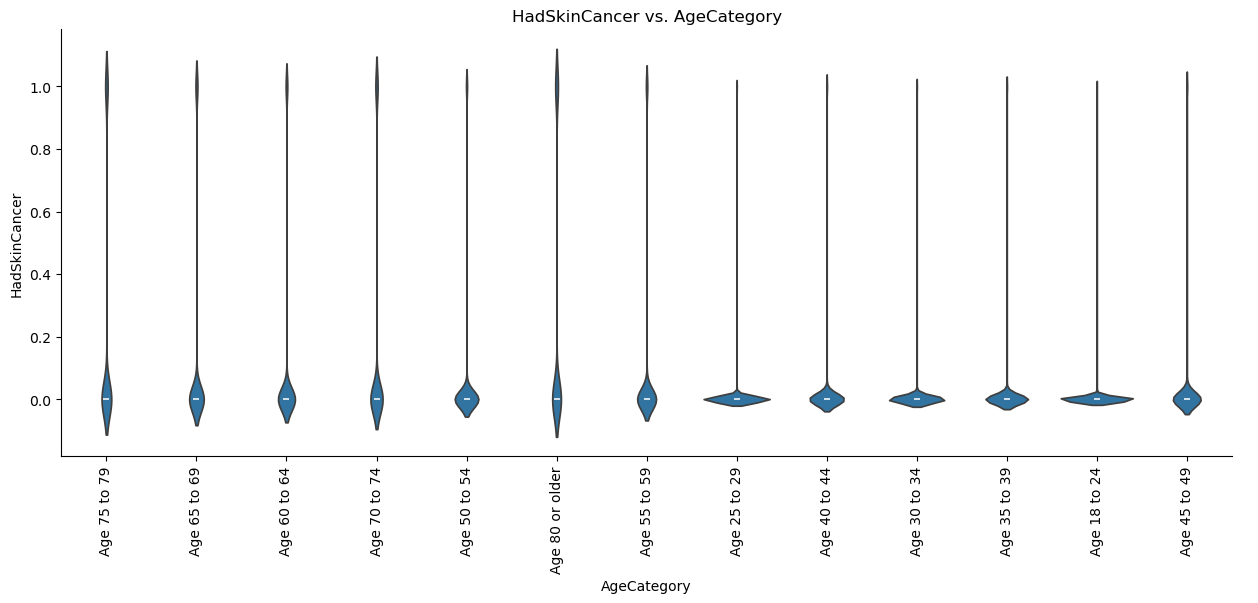 HadSkinCancer vs. AgeCategory
HadSkinCancer
1.0
0.8
0.6
0.4
0.2
0.0
Age 75 to 79
Age 65 to 69
Age 60 to 64
Age 70 to 74
Age 50 to 54
Age 80 or older
Age 55 to 59
Age 25 to 29
Age 40 to 44
Age 30 to 34
Age 35 to 39
Age 18 to 24
Age 45 to 49
AgeCategory